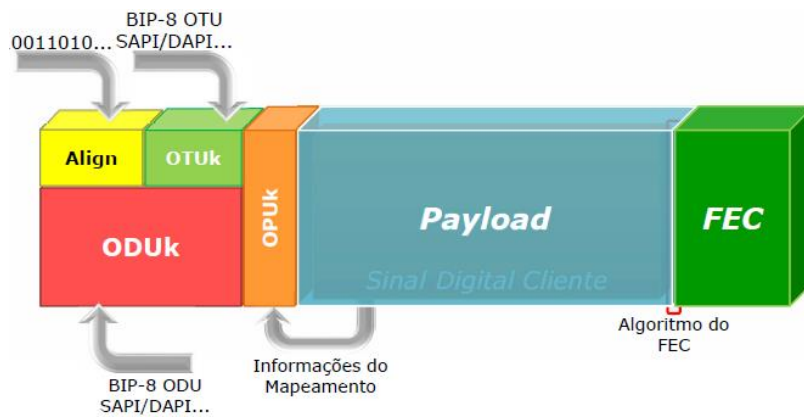 BIP-8 OTU
SAPI/DAPI...
0011010...
Align
OTUk
ODUk
OPUk
Payload
Sinal Digital Cliente
FEC
Algoritmo do
FEC
Informações do
Mapeamento
BIP-8 ODU
SAPI/DAPI...